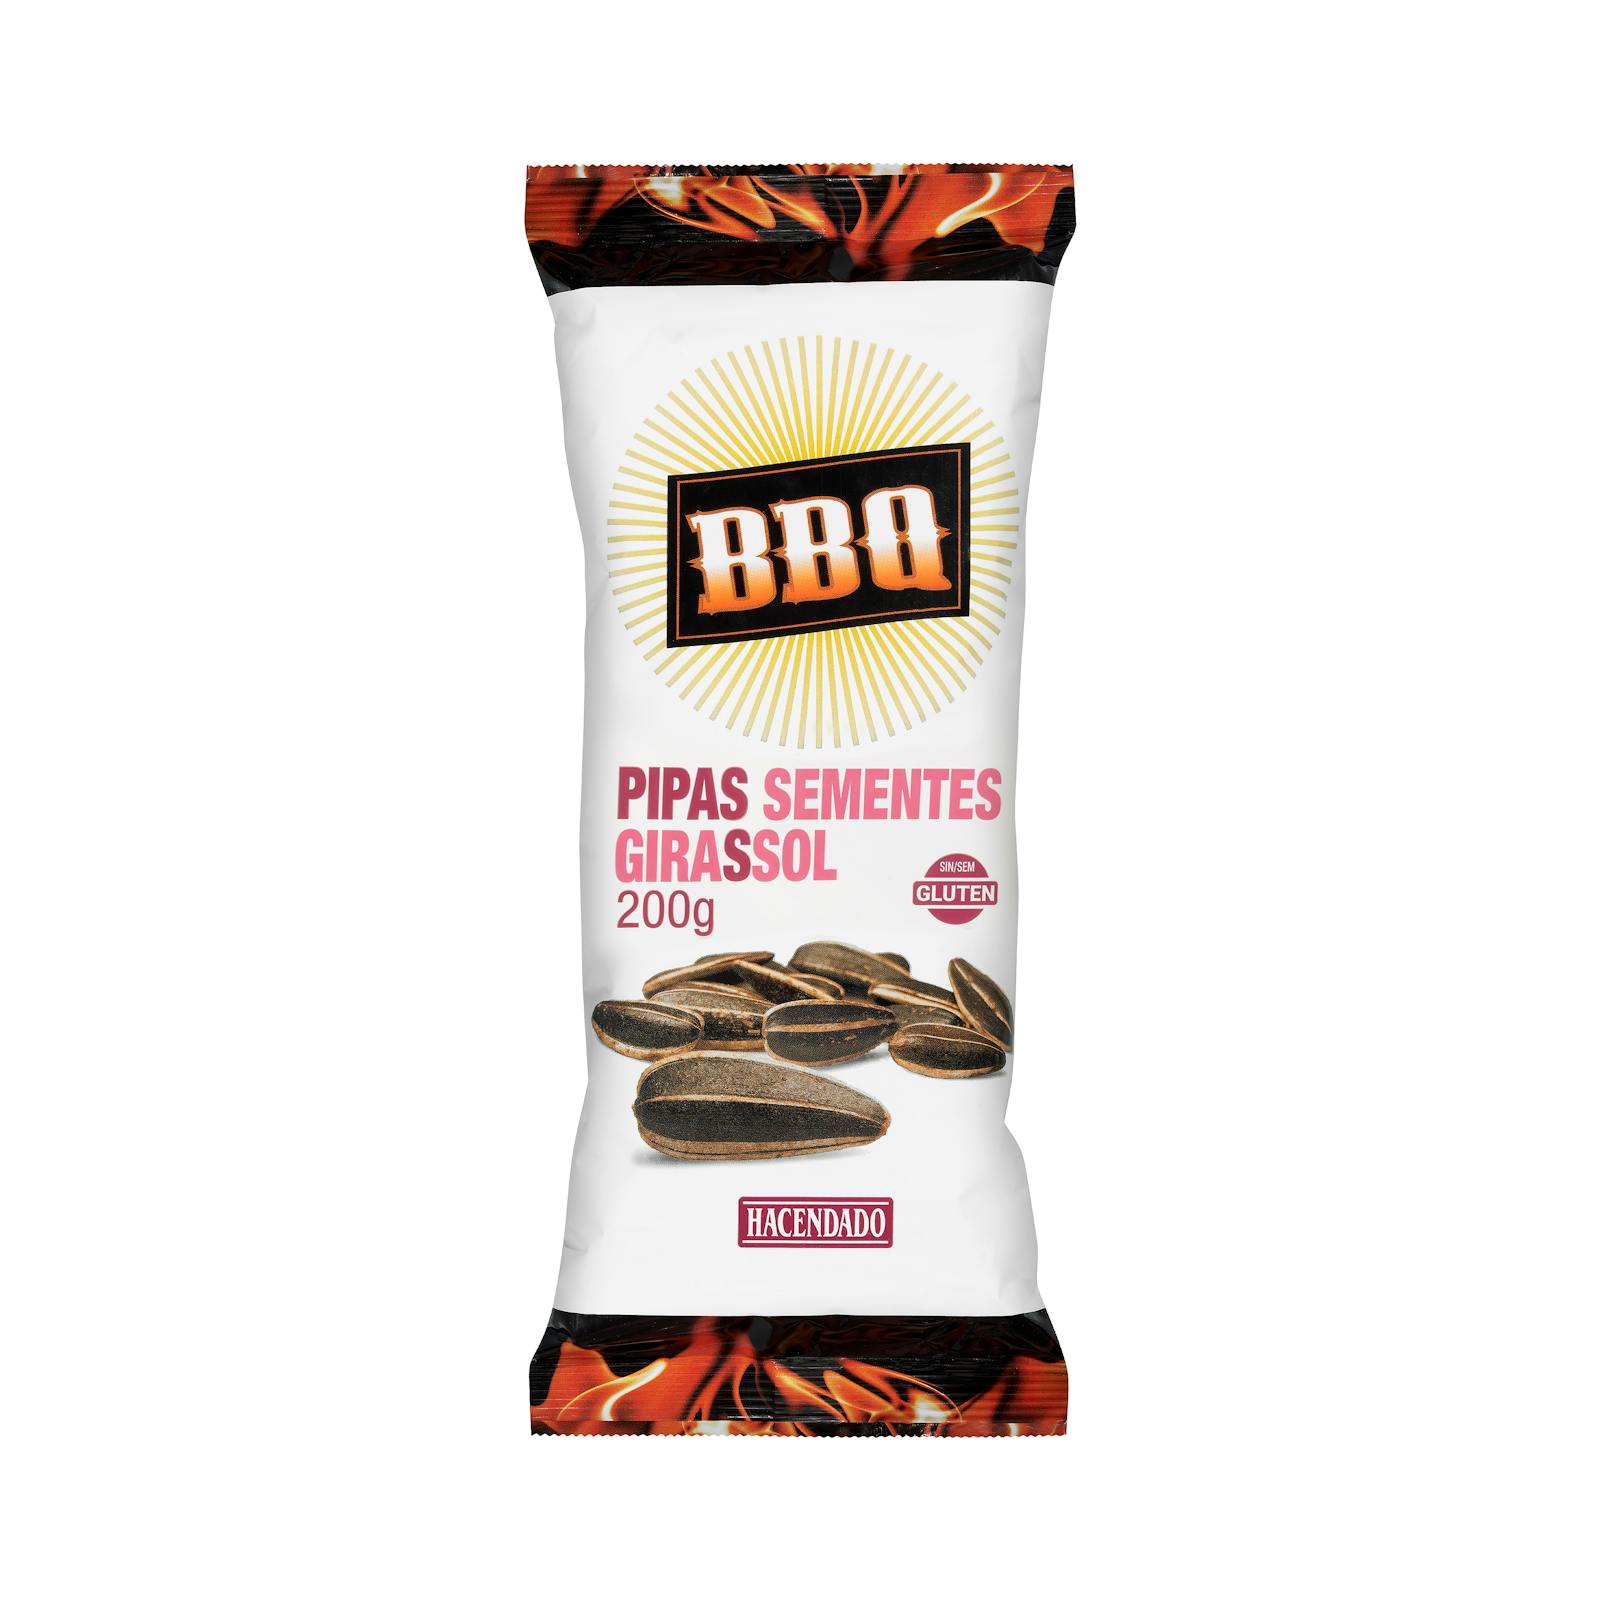 BBQ
PIPAS SEMENTES
GIRASSOL
200g
SIN/SEM
GLUTEN
HACENDADO